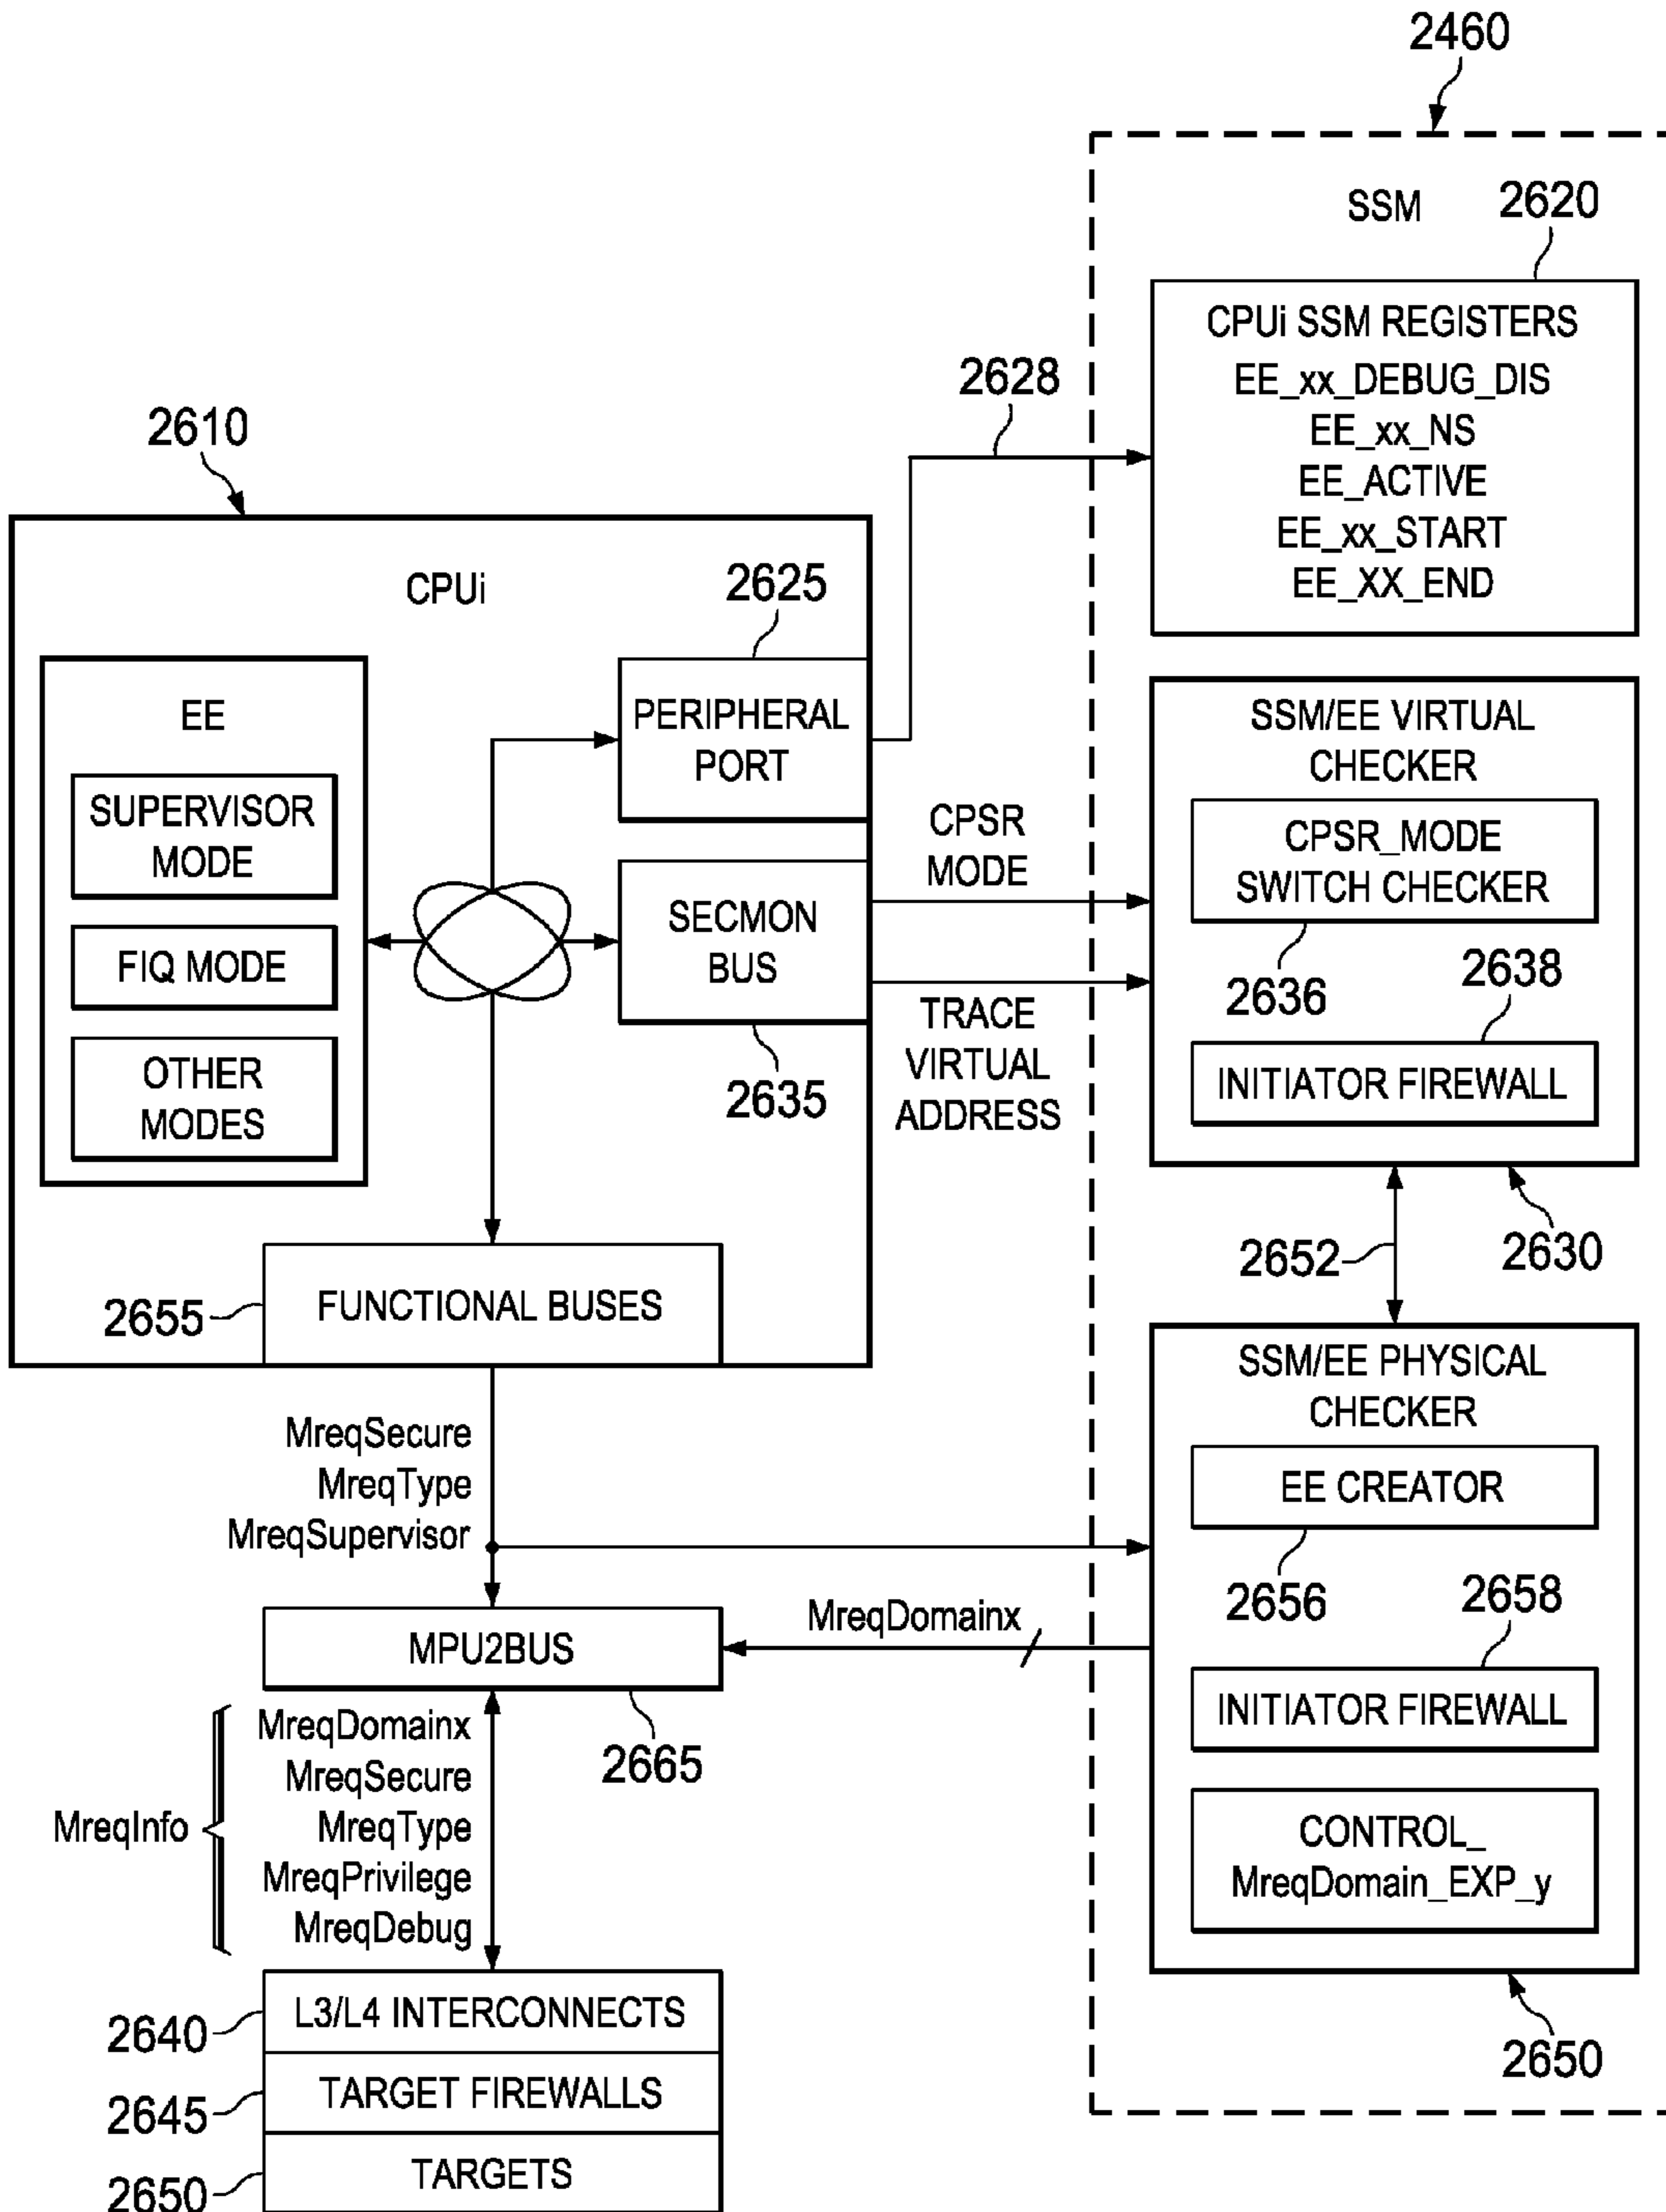 2460
SSM
2620
CPUi SSM REGISTERS
EE_xx_DEBUG_DIS
EE_xx_NS
EE_ACTIVE
EE_xx_START
EE_XX_END
2628
2610
CPUi
2625
EE
PERIPHERAL
PORT
SUPERVISOR
MODE
FIQ MODE
OTHER
MODES
SECMON
BUS
2635
CPSR
MODE
TRACE
VIRTUAL
ADDRESS
SSM/EE VIRTUAL
CHECKER
CPSR_MODE
SWITCH CHECKER
2636
2638
INITIATOR FIREWALL
2652
2630
2655
FUNCTIONAL BUSES
SSM/EE PHYSICAL
CHECKER
EE CREATOR
2656
2658
INITIATOR FIREWALL
CONTROL_
MreqDomain_EXP_y
2650
MreqSecure
MreqType
MreqSupervisor
MreqDomainx
MPU2BUS
2665
MreqInfo
MreqDomainx
MreqSecure
MreqType
MreqPrivilege
MreqDebug
2640
L3/L4 INTERCONNECTS
2645
TARGET FIREWALLS
2650
TARGETS